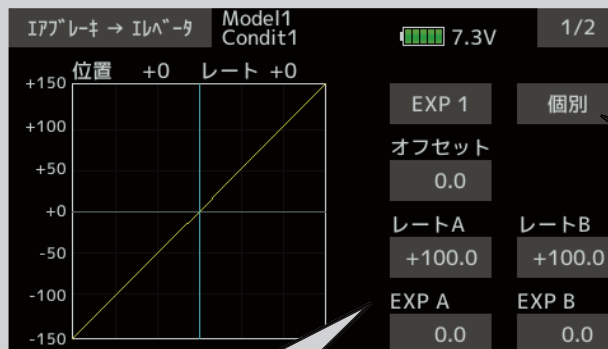 ｴｱﾌﾞﾚｰｷ → ｴﾚﾍﾞｰﾀ
Model1
Condit1
7.3V
1/2
位置 +0 レート +0
+150
+100
+50
+0
-50
-100
-150
EXP 1
個別
オフセット
0.0
レートA
レートB
+100.0
+100.0
EXP A
EXP B
0.0
0.0